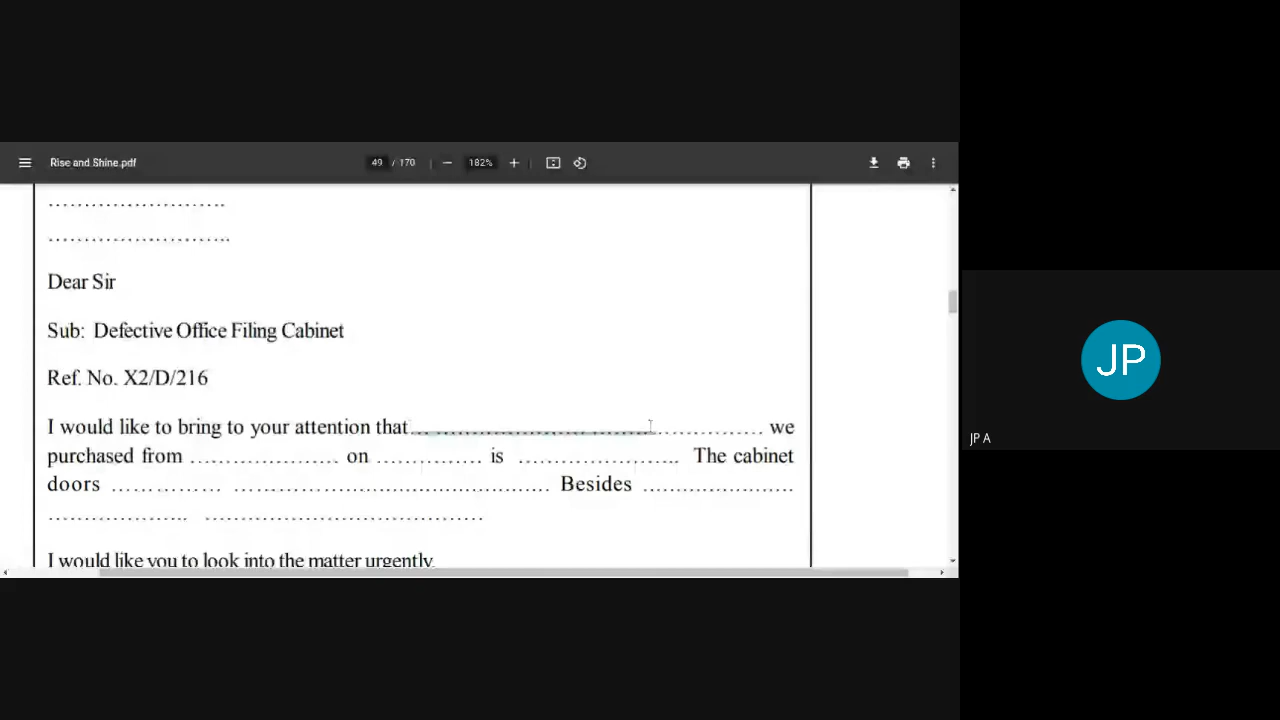 Rise and Shine.pdf 49 / 170 — 182% +
…………………….
……………………..
Dear Sir
Sub: Defective Office Filing Cabinet
Ref. No. X2/D/216
I would like to bring to your attention that ………………………………………… we
purchased from ………………… on …………… is ………………….. The cabinet
doors …………… ……………………………………… Besides …………………
……………….. …………………………………
I would like you to look into the matter urgently.
JP
JP A